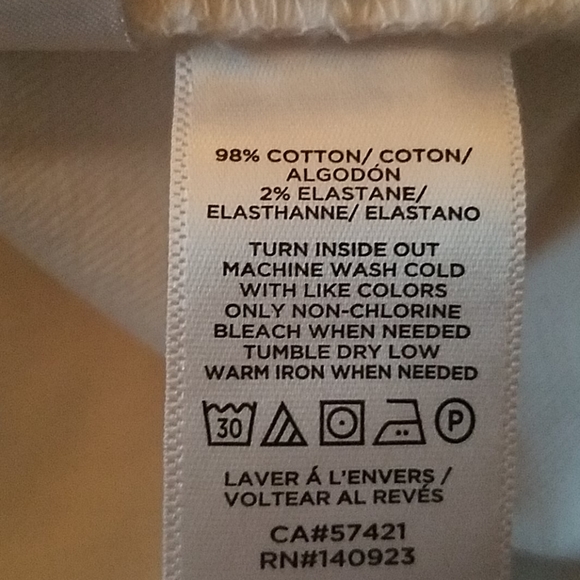 98% COTTON/ COTON/
ALGODÓN
2% ELASTANE/
ELASTHANNE/ ELASTANO
TURN INSIDE OUT
MACHINE WASH COLD
WITH LIKE COLORS
ONLY NON-CHLORINE
BLEACH WHEN NEEDED
TUMBLE DRY LOW
WARM IRON WHEN NEEDED
30 P
LAVER Á L'ENVERS /
VOLTEAR AL REVÉS
CA#57421
RN#140923